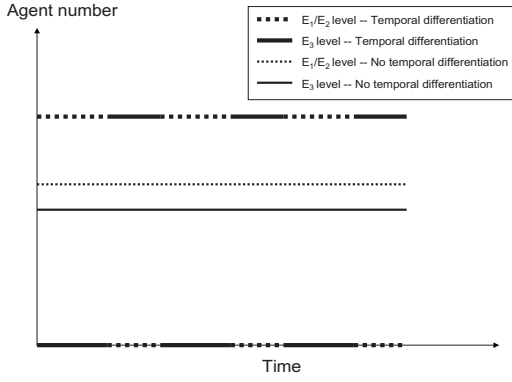 Agent number
E₁/E₂ level -- Temporal differentiation
E₃ level -- Temporal differentiation
E₁/E₂ level -- No temporal differentiation
E₃ level -- No temporal differentiation
Time